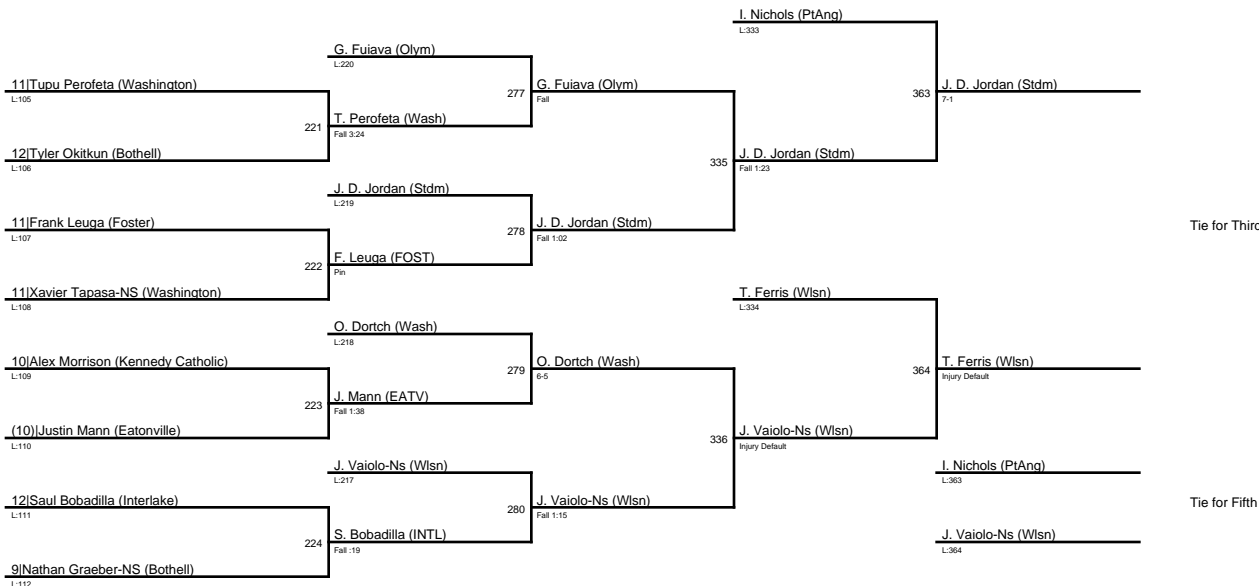 I. Nichols (PtAng)
L:333
G. Fuiava (Olym)
L:220
11|Tupu Perofeta (Washington)
L:105
277
G. Fuiava (Olym)
Fall
363
J. D. Jordan (Stdm)
7-1
221
T. Perofeta (Wash)
Fall 3:24
12|Tyler Okitkun (Bothell)
L:106
335
J. D. Jordan (Stdm)
Fall 1:23
J. D. Jordan (Stdm)
L:219
11|Frank Leuga (Foster)
L:107
278
J. D. Jordan (Stdm)
Fall 1:02
Tie for Third
222
F. Leuga (FOST)
Pin
11|Xavier Tapasa-NS (Washington)
L:108
T. Ferris (Wlsn)
L:334
O. Dortch (Wash)
L:218
10|Alex Morrison (Kennedy Catholic)
L:109
279
O. Dortch (Wash)
6-5
364
T. Ferris (Wlsn)
Injury Default
223
J. Mann (EATV)
Fall 1:38
(10)|Justin Mann (Eatonville)
L:110
336
J. Vaiolo-Ns (Wlsn)
Injury Default
J. Vaiolo-Ns (Wlsn)
L:217
I. Nichols (PtAng)
L:363
12|Saul Bobadilla (Interlake)
L:111
280
J. Vaiolo-Ns (Wlsn)
Fall 1:15
Tie for Fifth
224
S. Bobadilla (INTL)
Fall :19
J. Vaiolo-Ns (Wlsn)
L:364
9|Nathan Graeber-NS (Bothell)
L:112